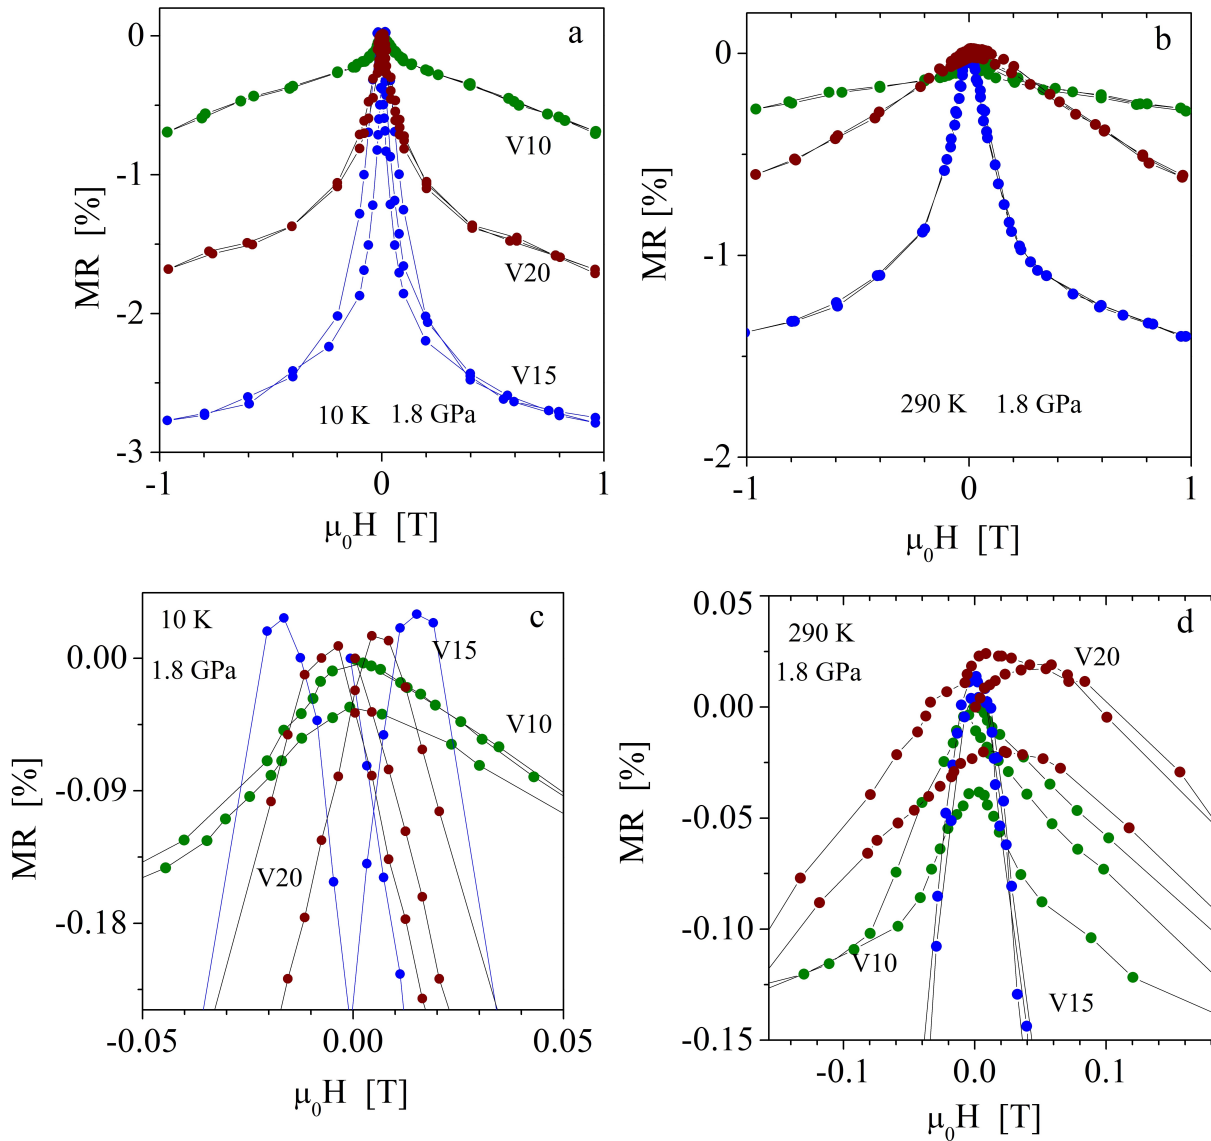 a
0
-1
-2
-3
MR [%]
V10
V20
V15
10 K 1.8 GPa
-1 0 1
μ₀H [T]
b
0
-1
-2
MR [%]
290 K 1.8 GPa
-1 0 1
μ₀H [T]
c
10 K
1.8 GPa
0.00
-0.09
-0.18
MR [%]
V15
V10
V20
-0.05 0.00 0.05
μ₀H [T]
d
290 K
1.8 GPa
0.05
0.00
-0.05
-0.10
-0.15
MR [%]
V20
V10
V15
-0.1 0.0 0.1
μ₀H [T]